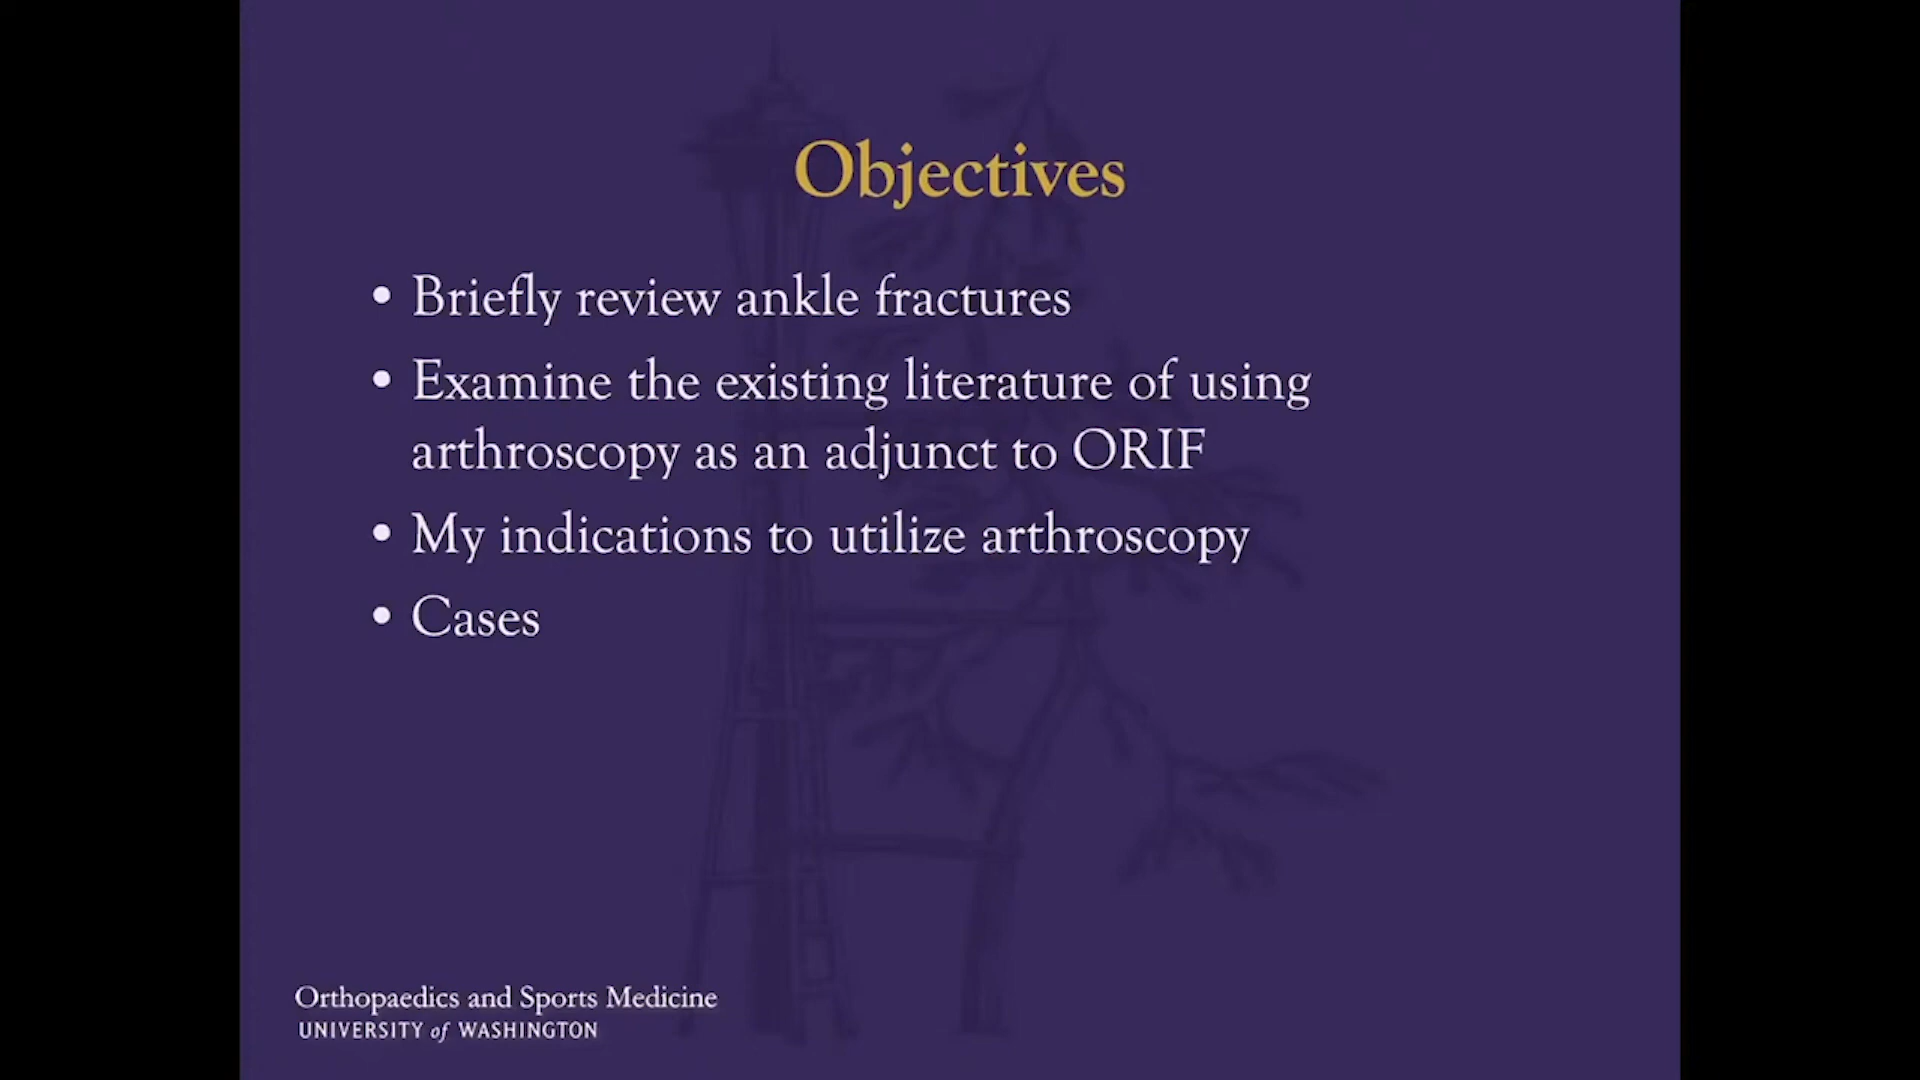 Objectives
• Briefly review ankle fractures
• Examine the existing literature of using
arthroscopy as an adjunct to ORIF
• My indications to utilize arthroscopy
• Cases
Orthopaedics and Sports Medicine
UNIVERSITY of WASHINGTON